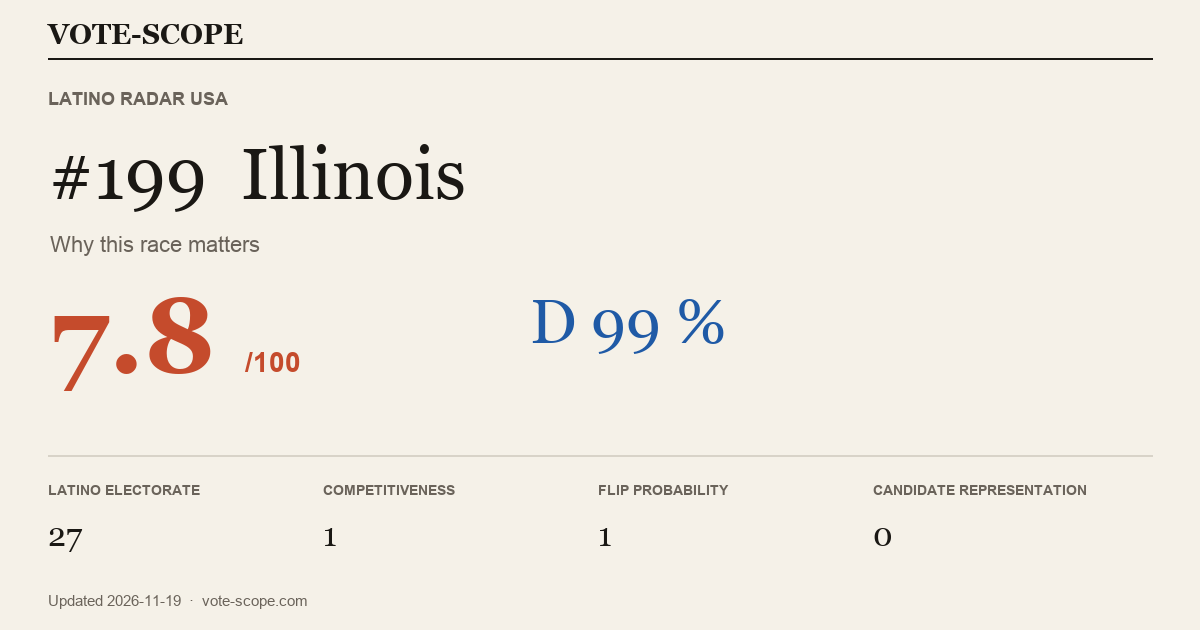 VOTE-SCOPE
LATINO RADAR USA
#199 Illinois
Why this race matters
7.8 /100 D 99 %
LATINO ELECTORATE COMPETITIVENESS FLIP PROBABILITY CANDIDATE REPRESENTATION
27 1 1 0
Updated 2026-11-19 · vote-scope.com